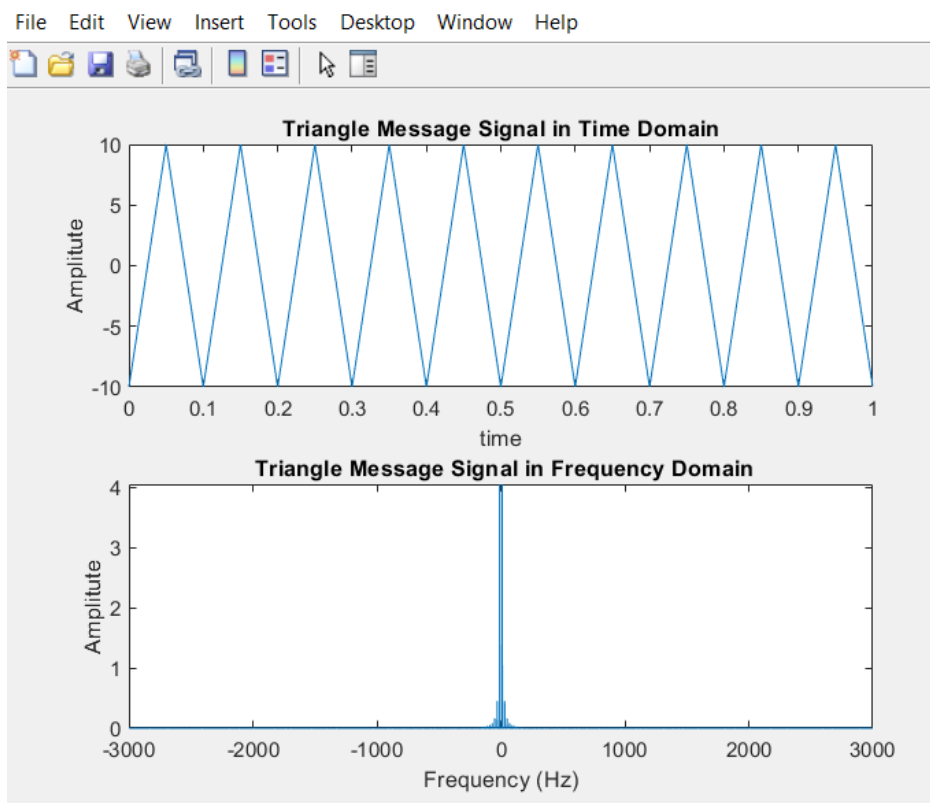 File Edit View Insert Tools Desktop Window Help
Triangle Message Signal in Time Domain
10
5
0
-5
-10
Amplitute
0 0.1 0.2 0.3 0.4 0.5 0.6 0.7 0.8 0.9 1
time
Triangle Message Signal in Frequency Domain
4
3
2
1
0
Amplitute
-3000 -2000 -1000 0 1000 2000 3000
Frequency (Hz)